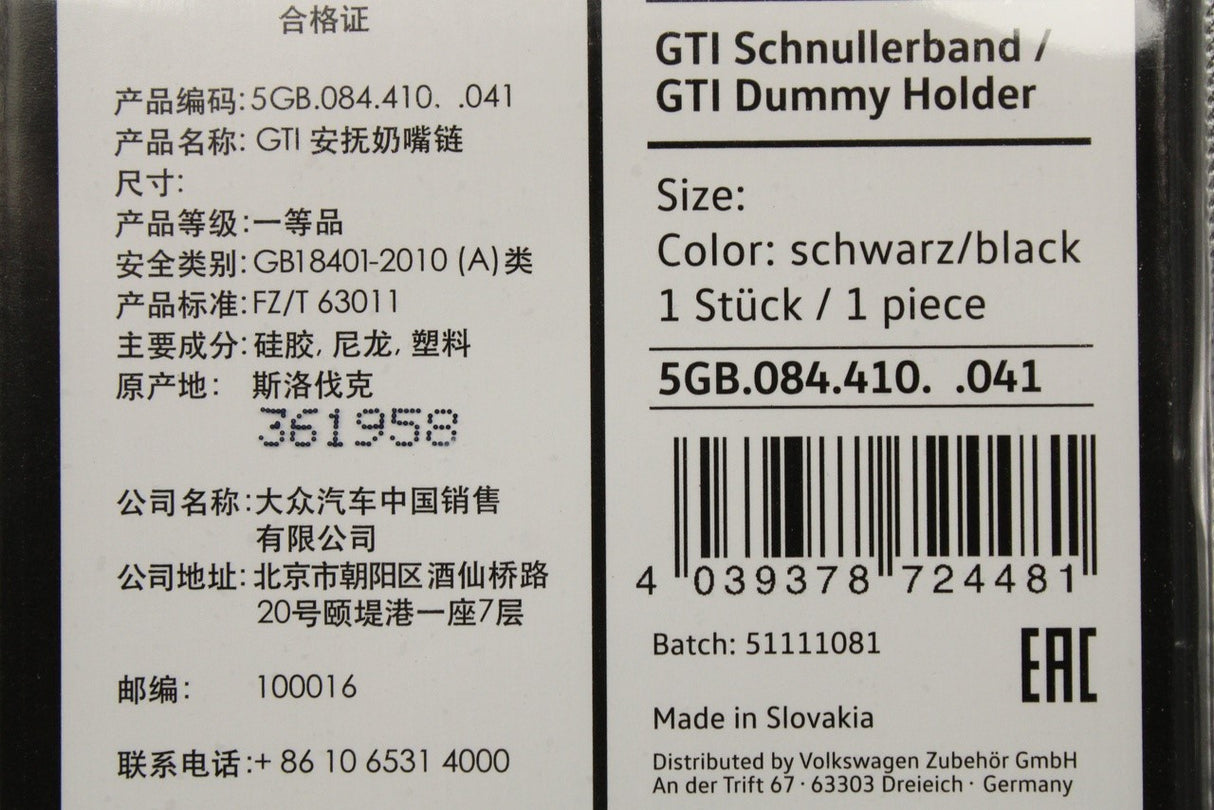 合格证
产品编码:5GB.084.410. .041
产品名称: GTI 安抚奶嘴链
尺寸:
产品等级:一等品
安全类别:GB18401-2010 (A)类
产品标准:FZ/T 63011
主要成分:硅胶, 尼龙, 塑料
原产地: 斯洛伐克
361958
公司名称:大众汽车中国销售
有限公司
公司地址:北京市朝阳区酒仙桥路
20号颐堤港一座7层
邮编: 100016
联系电话:+ 86 10 6531 4000
GTI Schnullerband /
GTI Dummy Holder
Size:
Color: schwarz/black
1 Stück / 1 piece
5GB.084.410. .041
4 039378 724481
Batch: 51111081
EAC
Made in Slovakia
Distributed by Volkswagen Zubehör GmbH
An der Trift 67 · 63303 Dreieich · Germany